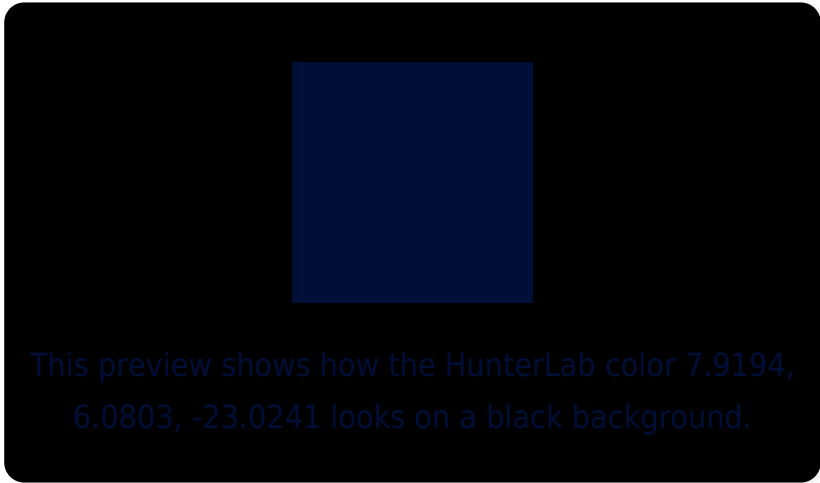 This preview shows how the HunterLab color 7.9194,
6.0803, -23.0241 looks on a black background.